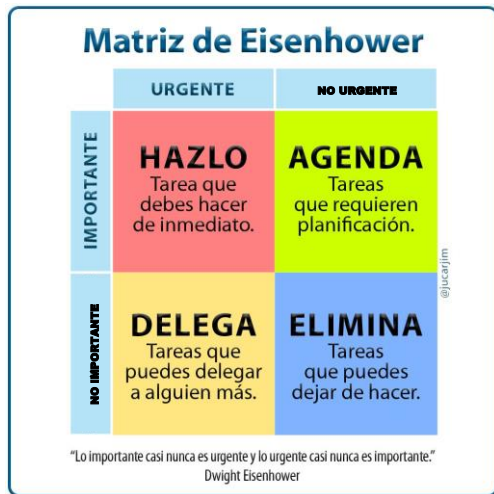 Matriz de Eisenhower
URGENTE
NO URGENTE
IMPORTANTE
HAZLO
Tarea que
debes hacer
de inmediato.
AGENDA
Tareas
que requieren
planificación.
@jucarjim
NO IMPORTANTE
DELEGA
Tareas que
puedes delegar
a alguien más.
ELIMINA
Tareas
que puedes
dejar de hacer.
“Lo importante casi nunca es urgente y lo urgente casi nunca es importante.”
Dwight Eisenhower